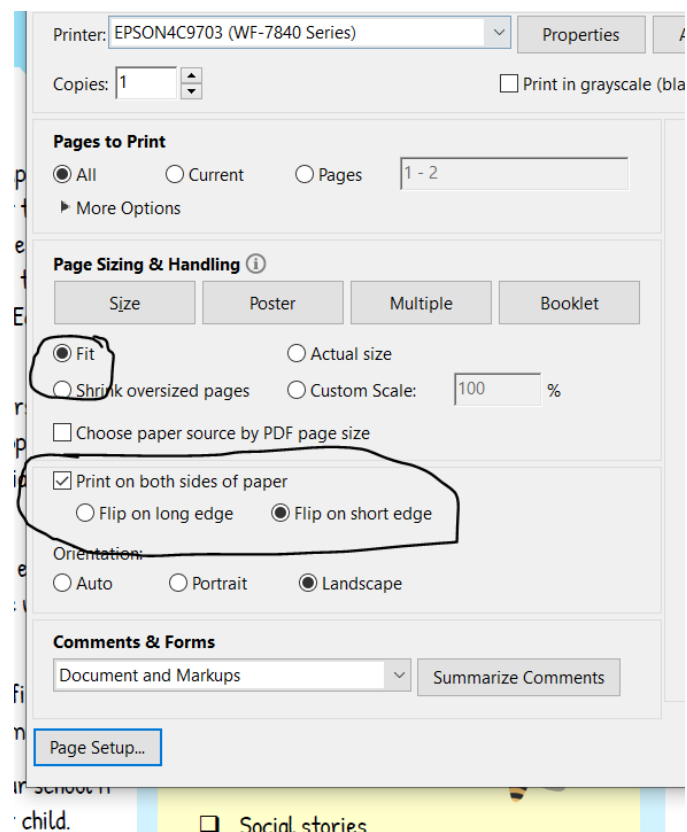 Printer: EPSON4C9703 (WF-7840 Series) Properties
Copies: 1 Print in grayscale (bla
Pages to Print
All Current Pages 1 - 2
More Options
Page Sizing & Handling
Size Poster Multiple Booklet
Fit Actual size
Shrink oversized pages Custom Scale: 100 %
Choose paper source by PDF page size
Print on both sides of paper
Flip on long edge Flip on short edge
Orientation:
Auto Portrait Landscape
Comments & Forms
Document and Markups Summarize Comments
Page Setup...
child. Social stories